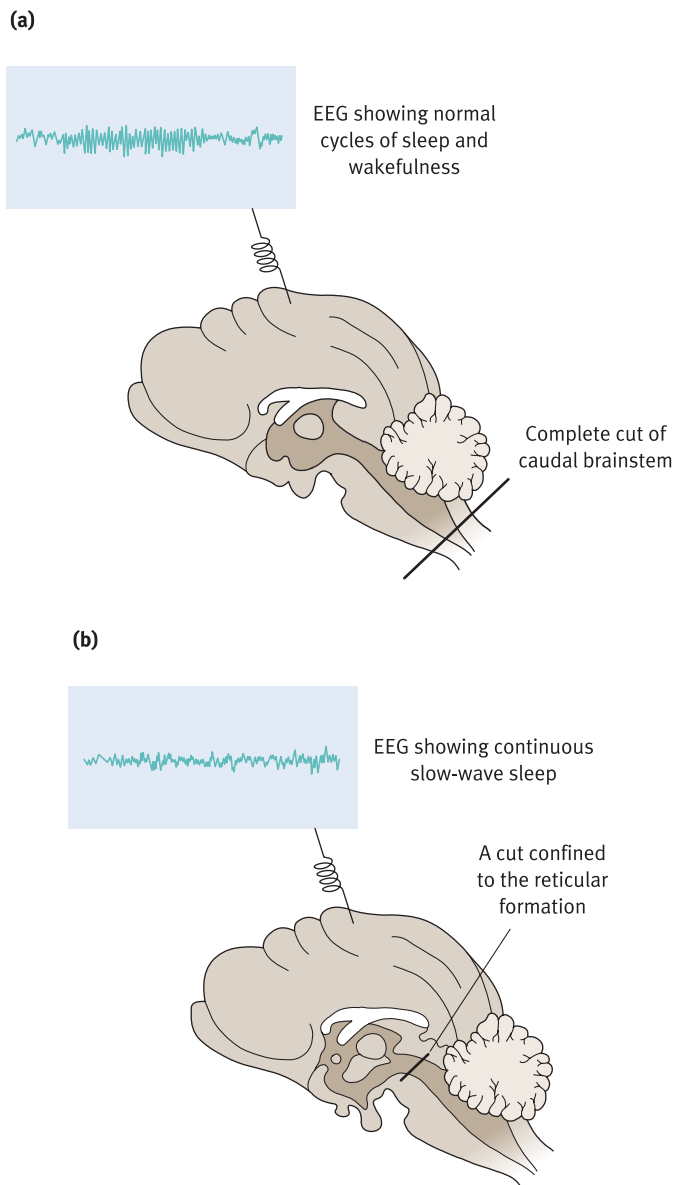 (a)
EEG showing normal
cycles of sleep and
wakefulness
Complete cut of
caudal brainstem
(b)
EEG showing continuous
slow-wave sleep
A cut confined
to the reticular
formation